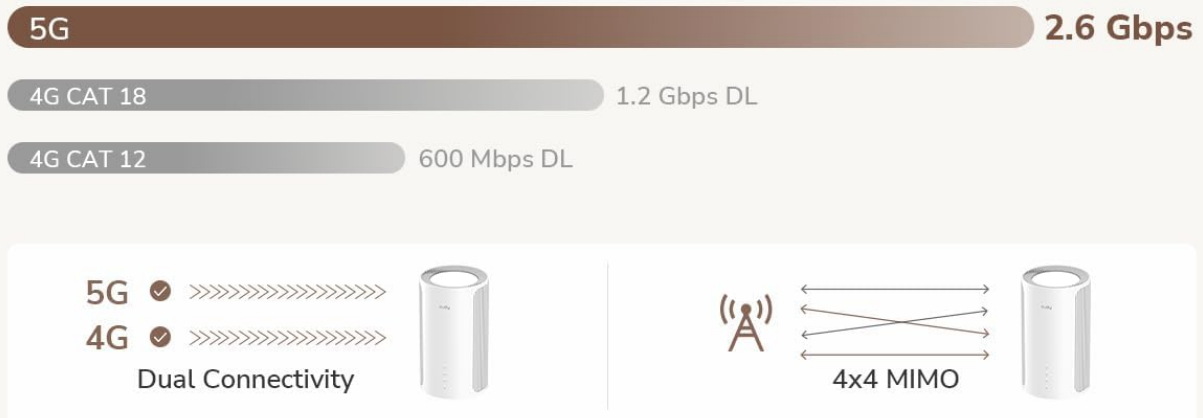 5G 2.6 Gbps
4G CAT 18 1.2 Gbps DL
4G CAT 12 600 Mbps DL
5G
4G
Dual Connectivity
4x4 MIMO